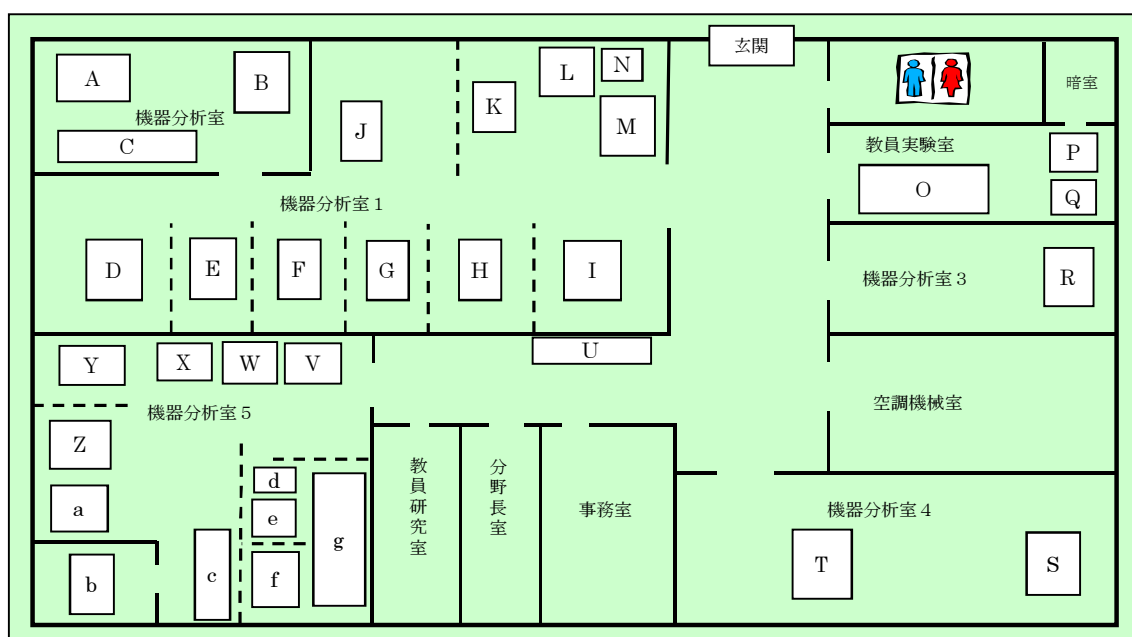 玄関
A
B
機器分析室
C
J
K
L
N
M
暗室
教員実験室
P
O
Q
機器分析室１
D
E
F
G
H
I
機器分析室３
R
U
Y
X
W
V
機器分析室５
空調機械室
Z
a
b
c
d
e
f
g
教員研究室
分野長室
事務室
機器分析室４
T
S